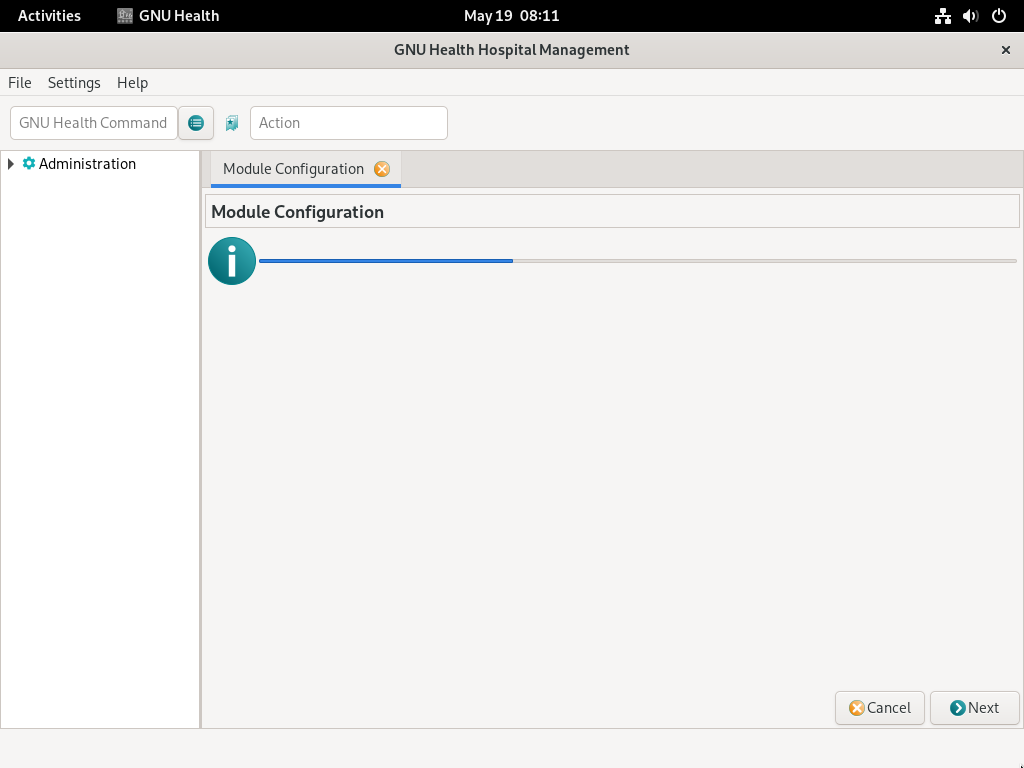 Activities GNU Health May 19 08:11
GNU Health Hospital Management
File Settings Help
GNU Health Command Action
Administration
Module Configuration
Module Configuration
Cancel Next